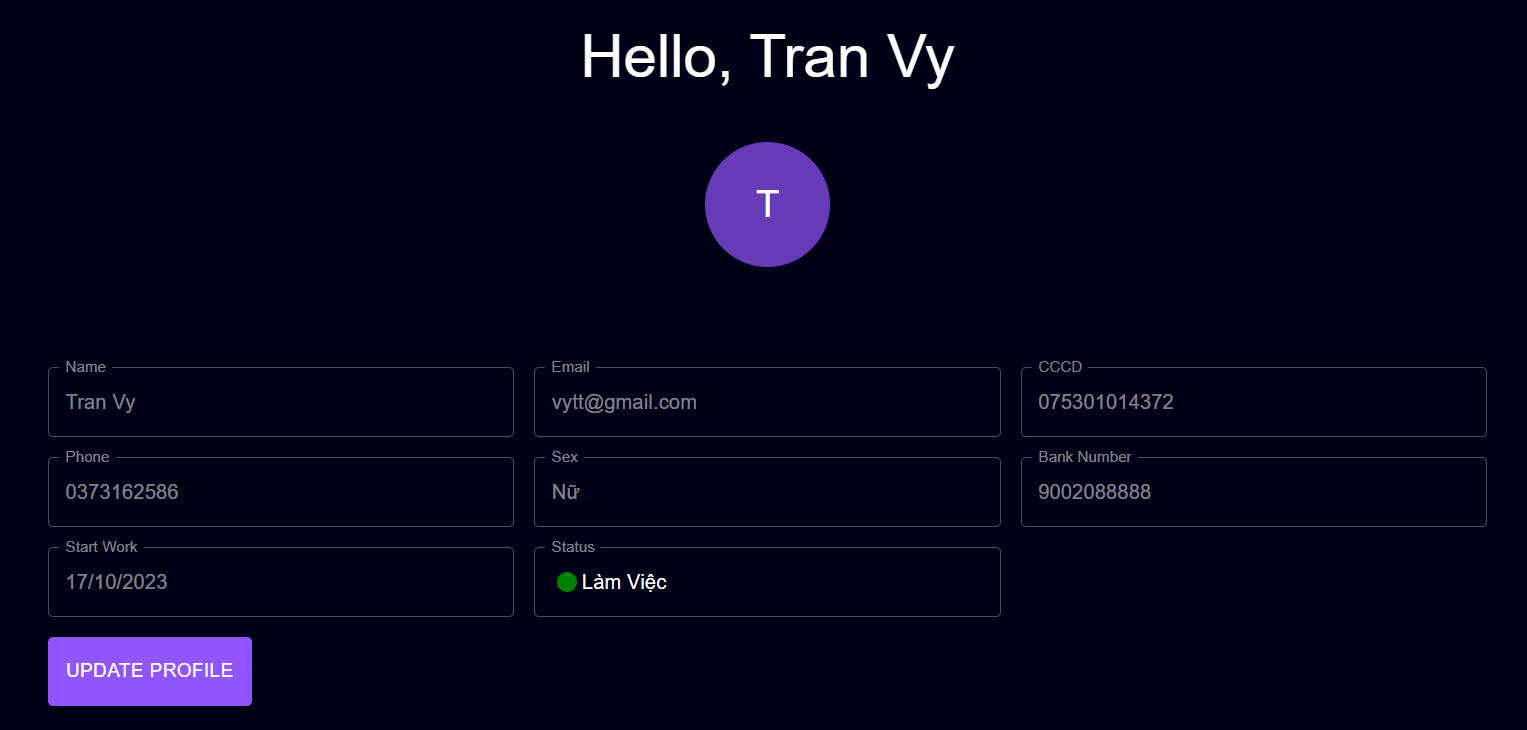 Hello, Tran Vy
T
Name
Tran Vy
Email
vytt@gmail.com
CCCD
075301014372
Phone
0373162586
Sex
Nữ
Bank Number
9002088888
Start Work
17/10/2023
Status
Làm Việc
UPDATE PROFILE